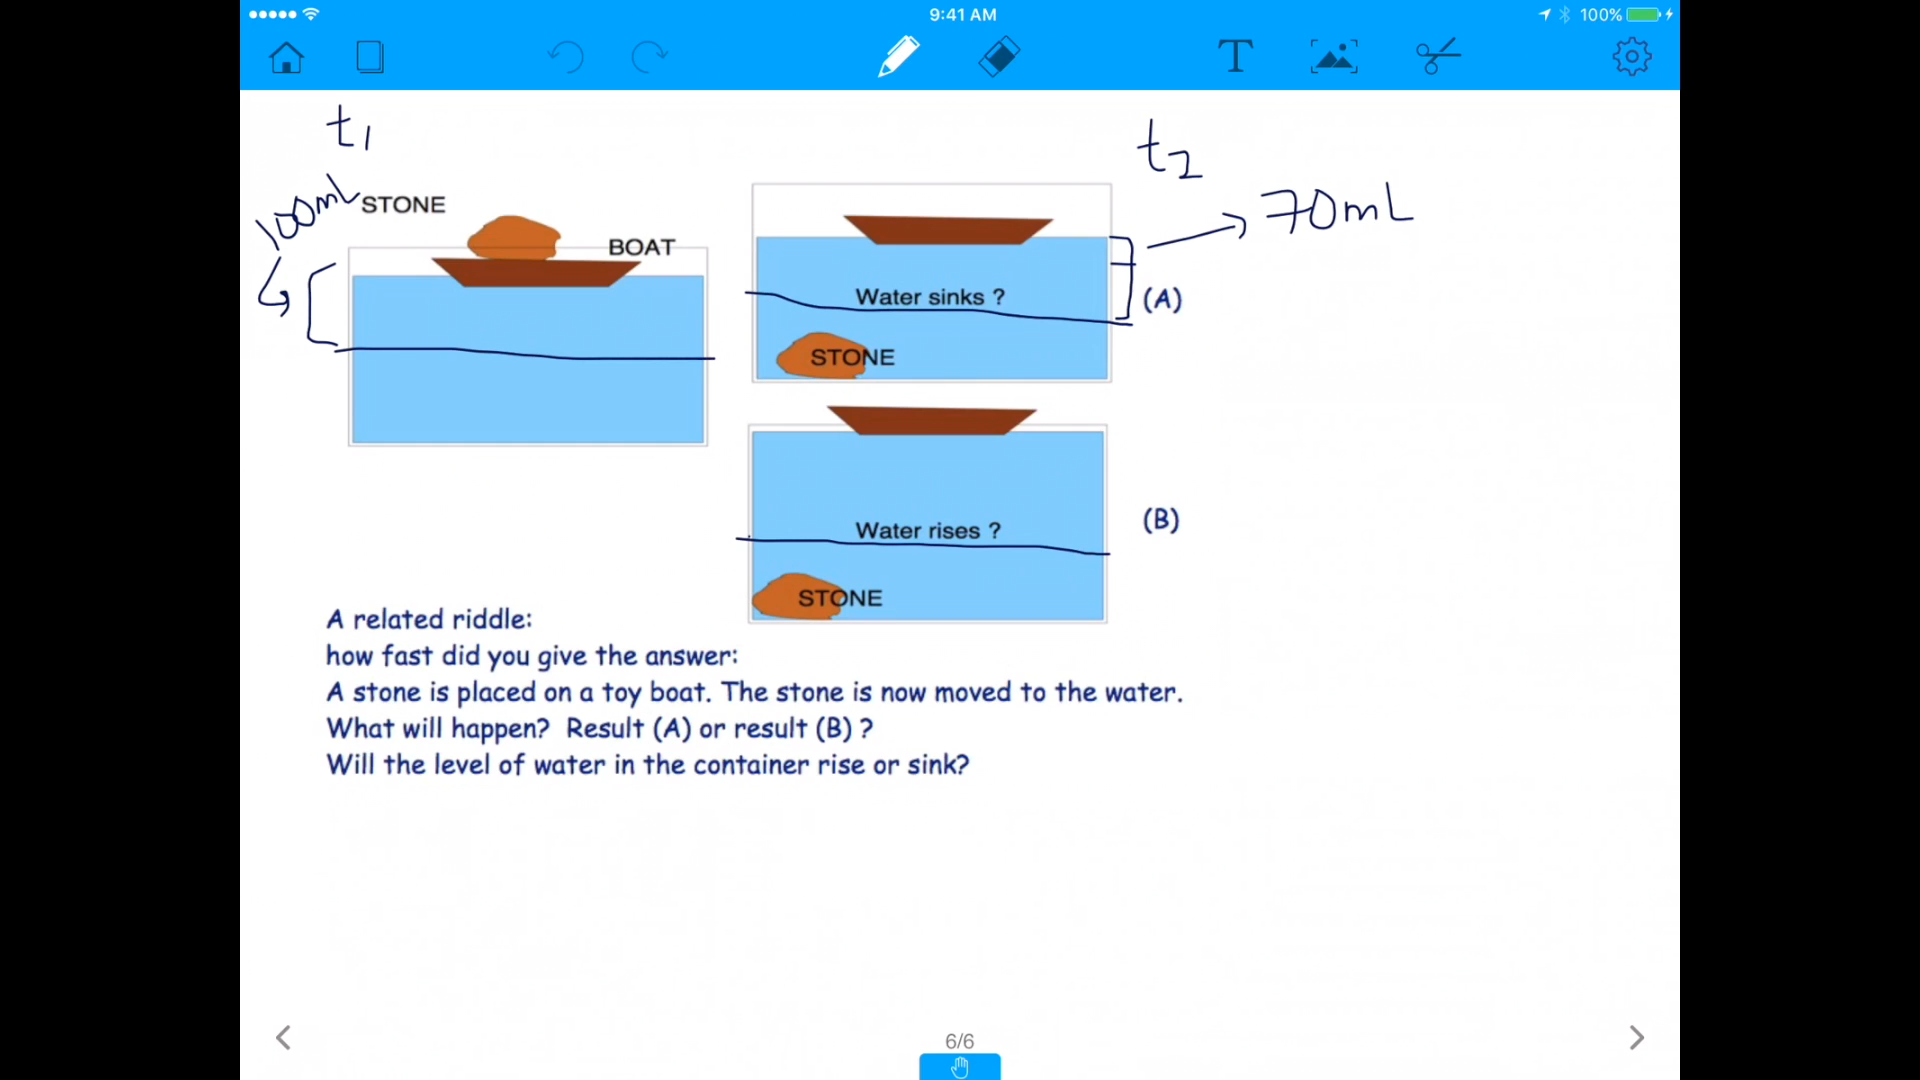 9:41 AM
100%
T
t1
t2
100mL
STONE
BOAT
70mL
Water sinks ?
(A)
STONE
Water rises ?
(B)
STONE
A related riddle:
how fast did you give the answer:
A stone is placed on a toy boat. The stone is now moved to the water.
What will happen? Result (A) or result (B) ?
Will the level of water in the container rise or sink?
6/6